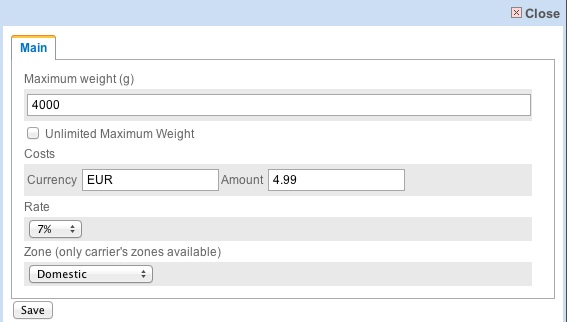 Close
Main
Maximum weight (g)
4000
Unlimited Maximum Weight
Costs
Currency EUR Amount 4.99
Rate
7%
Zone (only carrier's zones available)
Domestic
Save